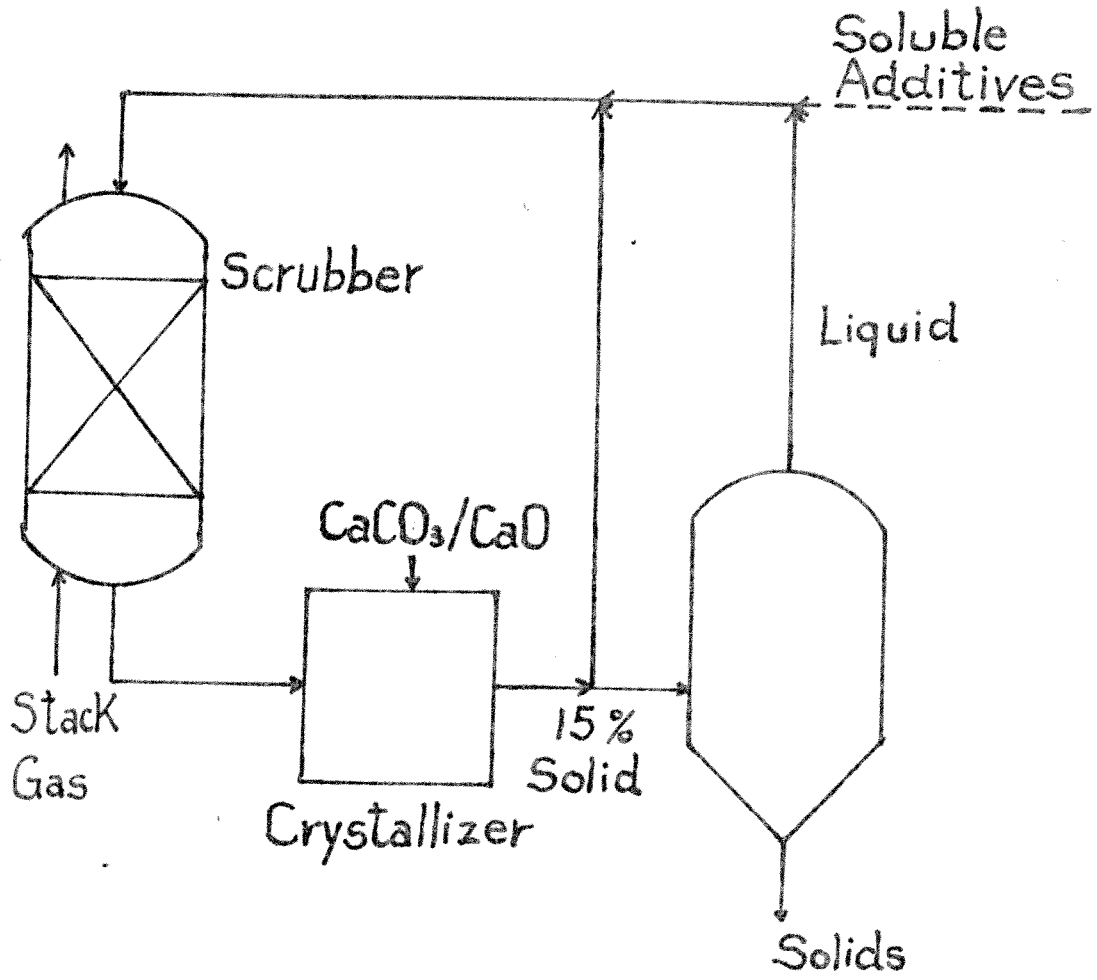 Soluble
Additives
Scrubber
Liquid
CaCO₃/CaO
Stack
Gas
15%
Solid
Crystallizer
Solids